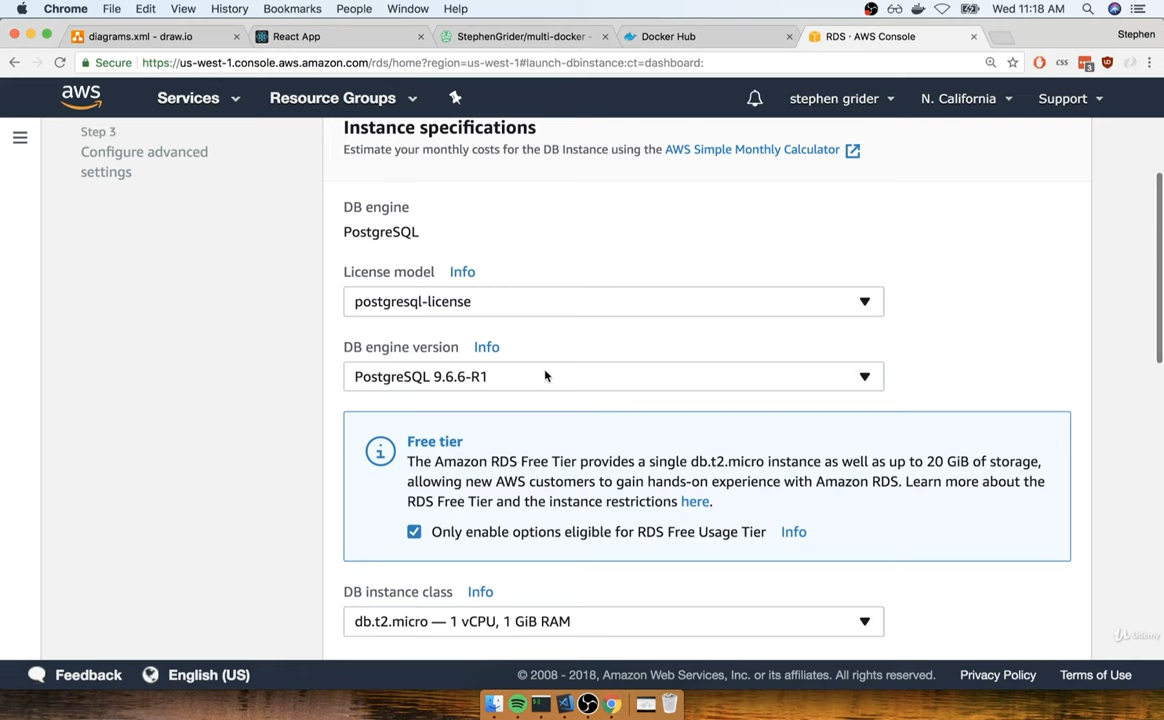 Chrome File Edit View History Bookmarks People Window Help Wed 11:18 AM
diagrams.xml - draw.io React App StephenGrider/multi-docker - Docker Hub RDS · AWS Console Stephen
Secure https://us-west-1.console.aws.amazon.com/rds/home?region=us-west-1#launch-dbinstance:ct=dashboard: CSS 3
aws Services Resource Groups stephen grider N. California Support
Step 3
Configure advanced
settings
Instance specifications
Estimate your monthly costs for the DB Instance using the AWS Simple Monthly Calculator
DB engine
PostgreSQL
License model Info
postgresql-license
DB engine version Info
PostgreSQL 9.6.6-R1
Free tier
The Amazon RDS Free Tier provides a single db.t2.micro instance as well as up to 20 GiB of storage,
allowing new AWS customers to gain hands-on experience with Amazon RDS. Learn more about the
RDS Free Tier and the instance restrictions here.
Only enable options eligible for RDS Free Usage Tier Info
DB instance class Info
db.t2.micro — 1 vCPU, 1 GiB RAM
Udemy
Feedback English (US) © 2008 - 2018, Amazon Web Services, Inc. or its affiliates. All rights reserved. Privacy Policy Terms of Use